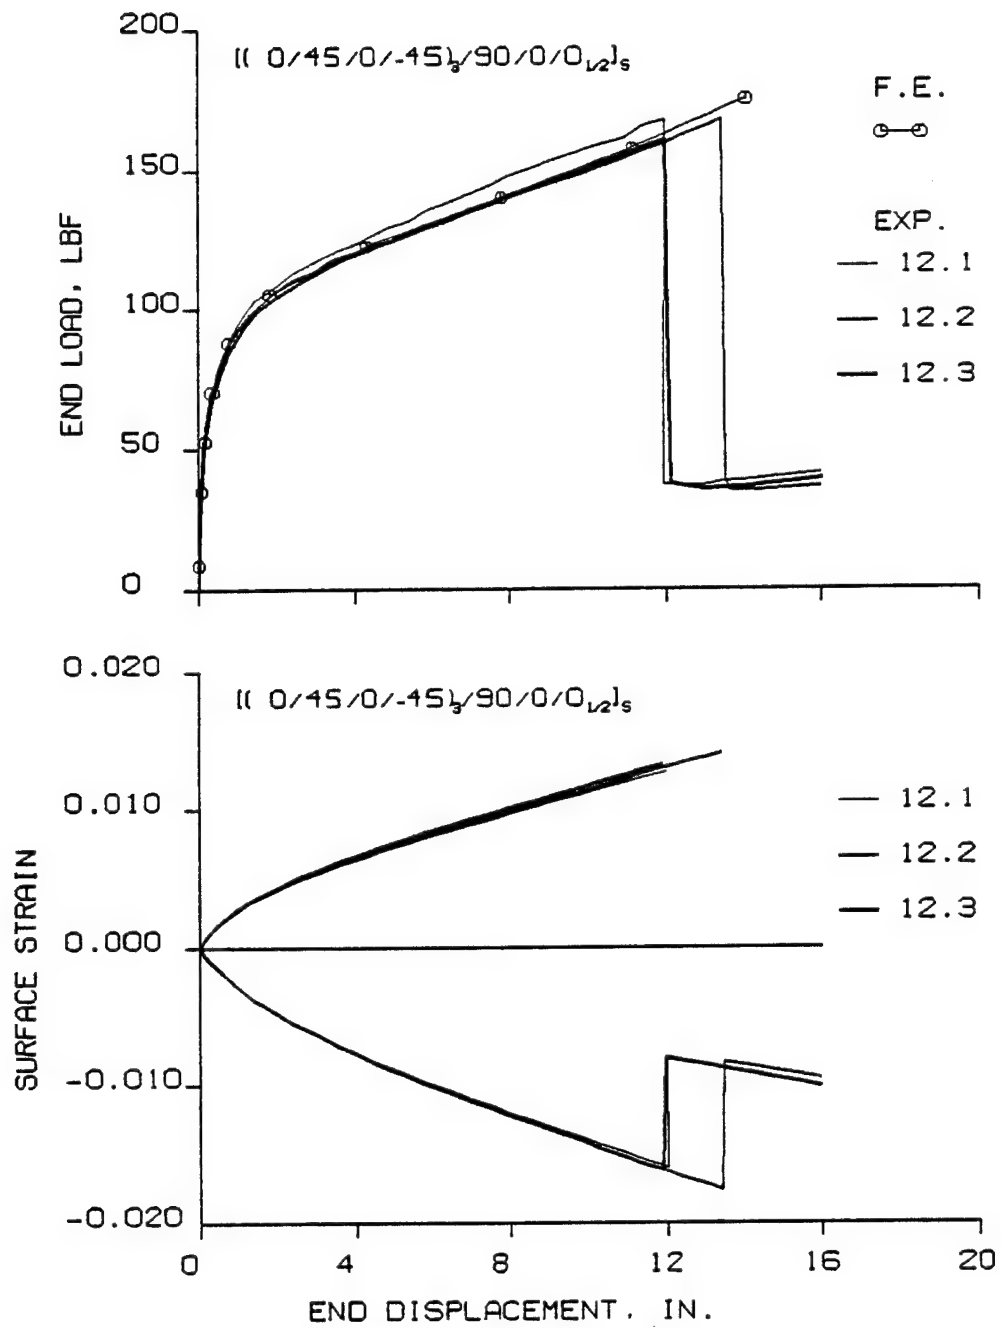 200
[( 0/45/0/-45)₃/90/0/0₁/₂]ₛ
F.E.
150
EXP.
12.1
12.2
12.3
END LOAD, LBF
100
50
0
0.020
[( 0/45/0/-45)₃/90/0/0₁/₂]ₛ
0.010
12.1
12.2
12.3
SURFACE STRAIN
0.000
-0.010
-0.020
0 4 8 12 16 20
END DISPLACEMENT, IN.